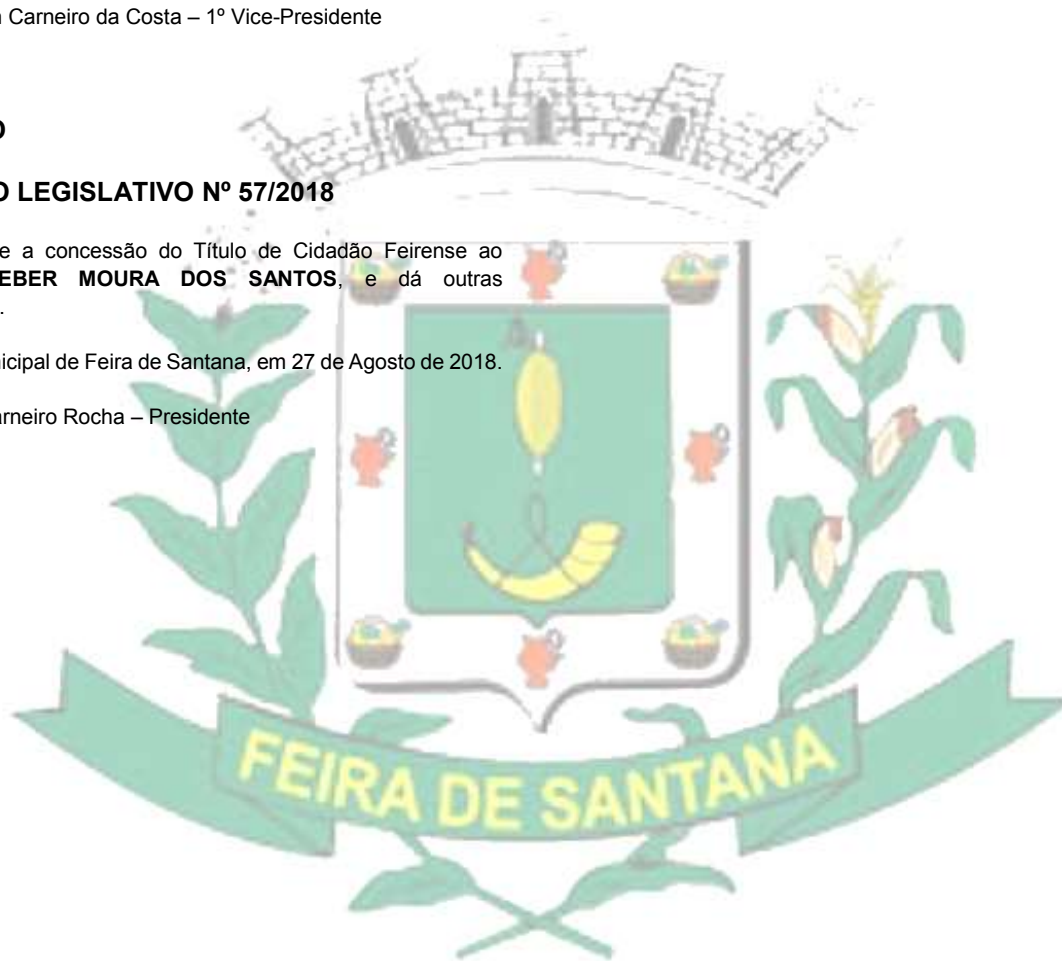 Carneiro da Costa – 1º Vice-Presidente
O
O LEGISLATIVO Nº 57/2018
e a concessão do Título de Cidadão Feirense ao
EBER MOURA DOS SANTOS, e dá outras
.
icipal de Feira de Santana, em 27 de Agosto de 2018.
arneiro Rocha – Presidente
FEIRA DE SANTANA